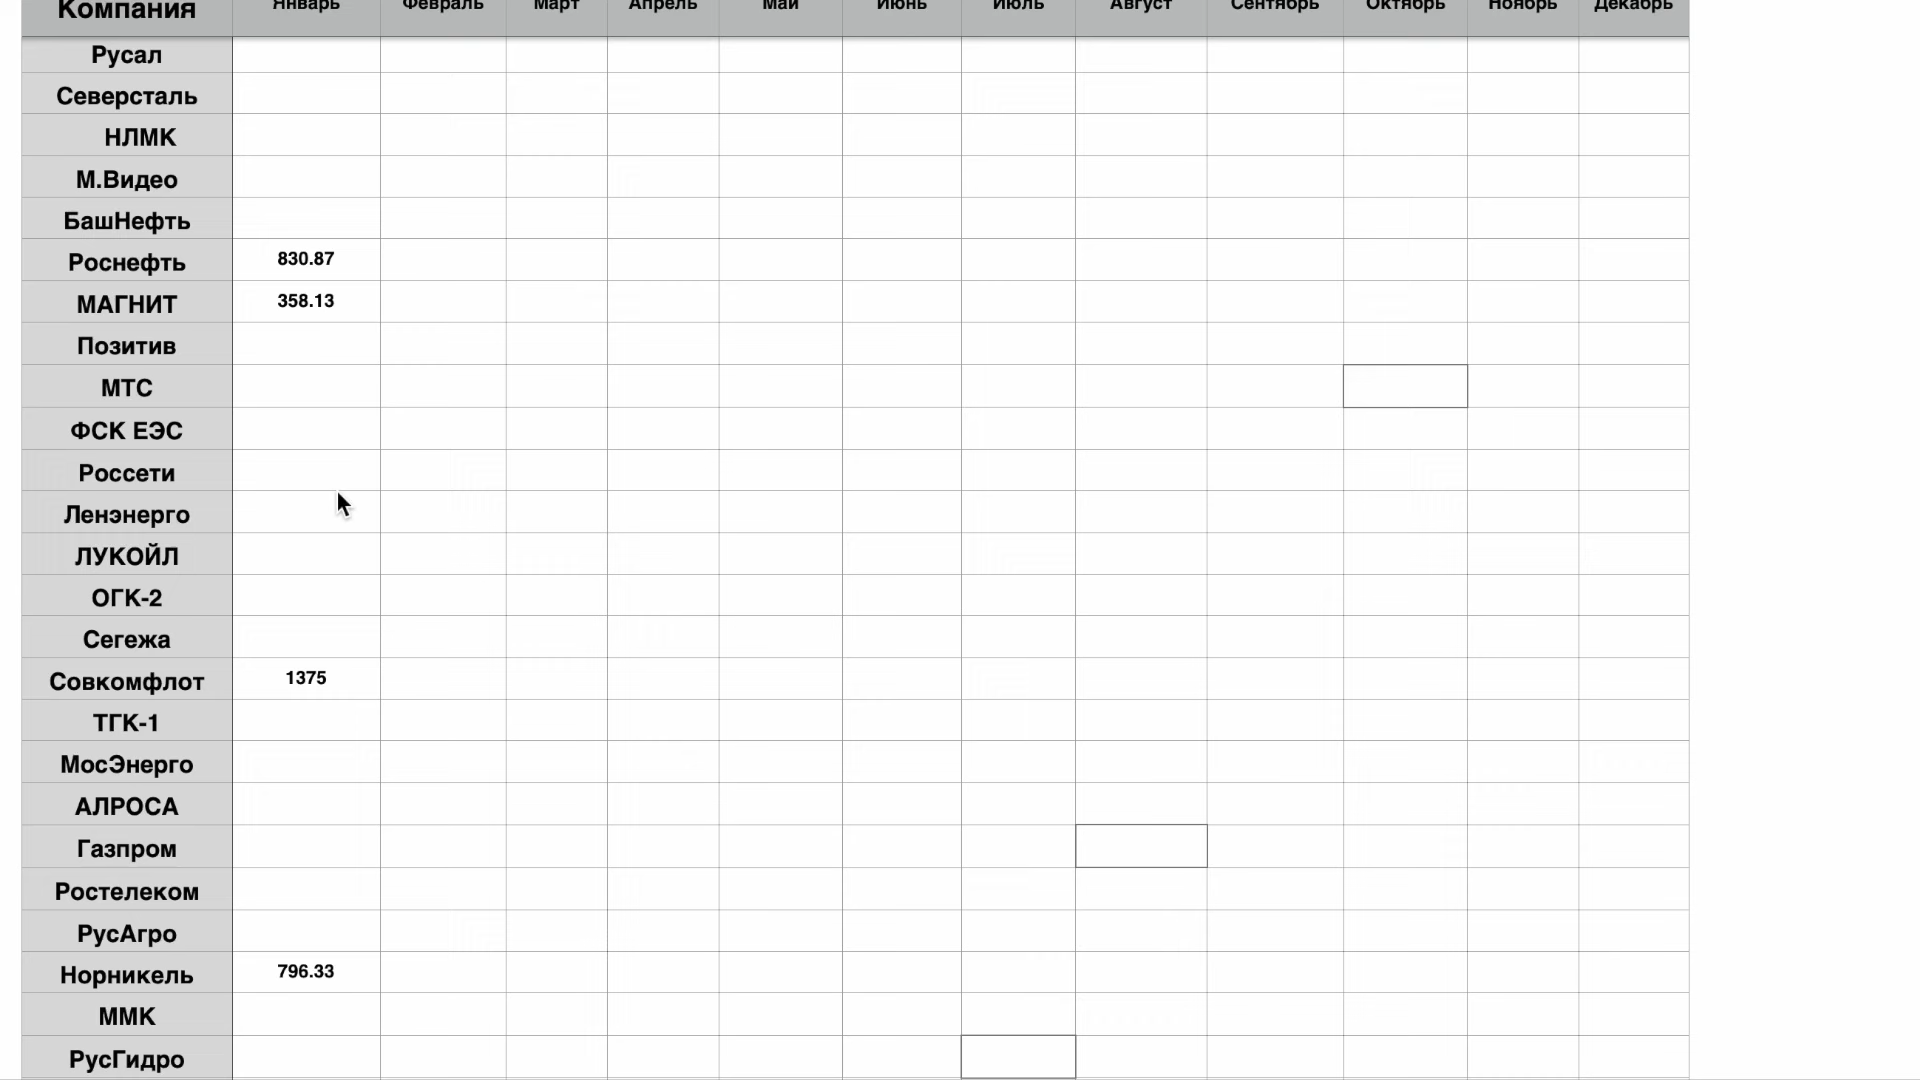 Компания Январь Февраль Март Апрель Май Июнь Июль Август Сентябрь Октябрь Ноябрь Декабрь
Русал
Северсталь
НЛМК
М.Видео
БашНефть
Роснефть 830.87
МАГНИТ 358.13
Позитив
МТС
ФСК ЕЭС
Россети
Ленэнерго
ЛУКОЙЛ
ОГК-2
Сегежа
Совкомфлот 1375
ТГК-1
МосЭнерго
АЛРОСА
Газпром
Ростелеком
РусАгро
Норникель 796.33
ММК
РусГидро